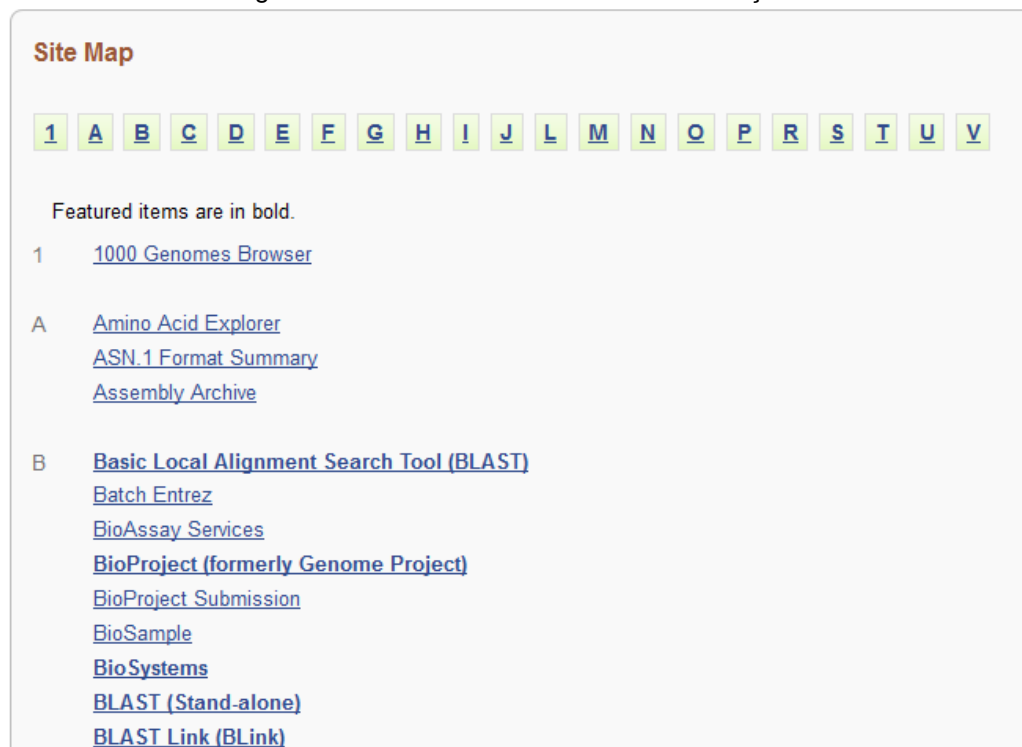 Site Map
1 A B C D E F G H I J L M N O P R S T U V
Featured items are in bold.
1 1000 Genomes Browser
A Amino Acid Explorer
ASN.1 Format Summary
Assembly Archive
B Basic Local Alignment Search Tool (BLAST)
Batch Entrez
BioAssay Services
BioProject (formerly Genome Project)
BioProject Submission
BioSample
BioSystems
BLAST (Stand-alone)
BLAST Link (BLink)